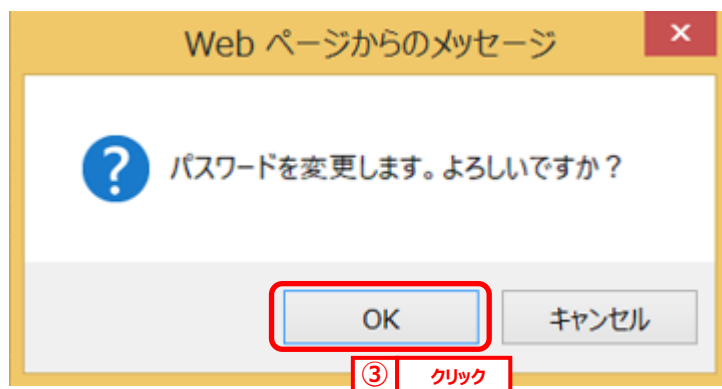 Web ページからのメッセージ
×
?
パスワードを変更します。よろしいですか?
OK
キャンセル
③ クリック